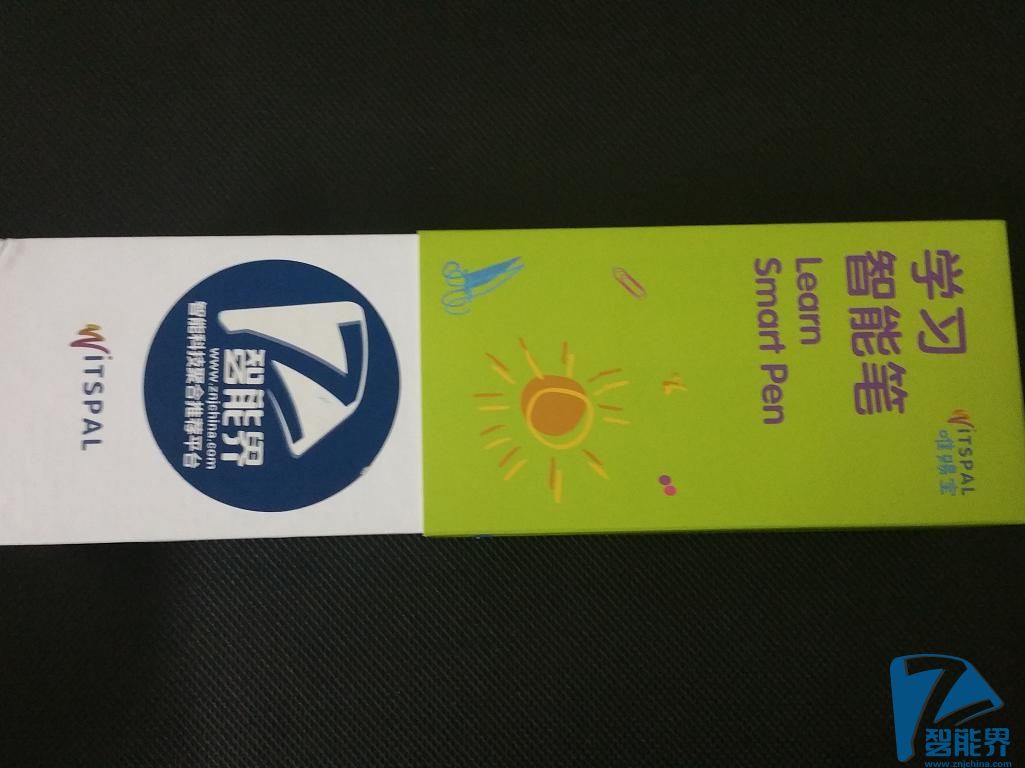 学习
智能笔
Learn
Smart Pen
WiTSPAL
唯赐宝
智能界
www.znjchina.com
智能科技聚合推荐平台
WiTSPAL
智能界
www.znjchina.com